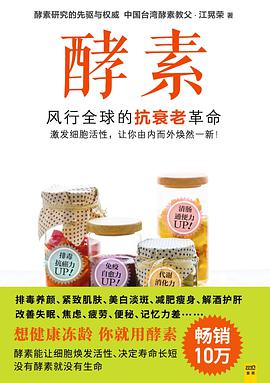 酵素研究的先驱与权威 中国台湾酵素教父·江晃荣 著
酵素
风行全球的抗衰老革命
激发细胞活性，让你由内而外焕然一新！
排毒
抗癌力
UP!
免疫
自愈力
UP!
清肠
通便力
UP!
代谢
消化力
UP!
排毒养颜、紧致肌肤、美白淡斑、减肥瘦身、解酒护肝
改善失眠、焦虑、疲劳、便秘、记忆力差……
想健康冻龄 你就用酵素
酵素能让细胞焕发活性、决定寿命长短
没有酵素就没有生命
畅销
10万